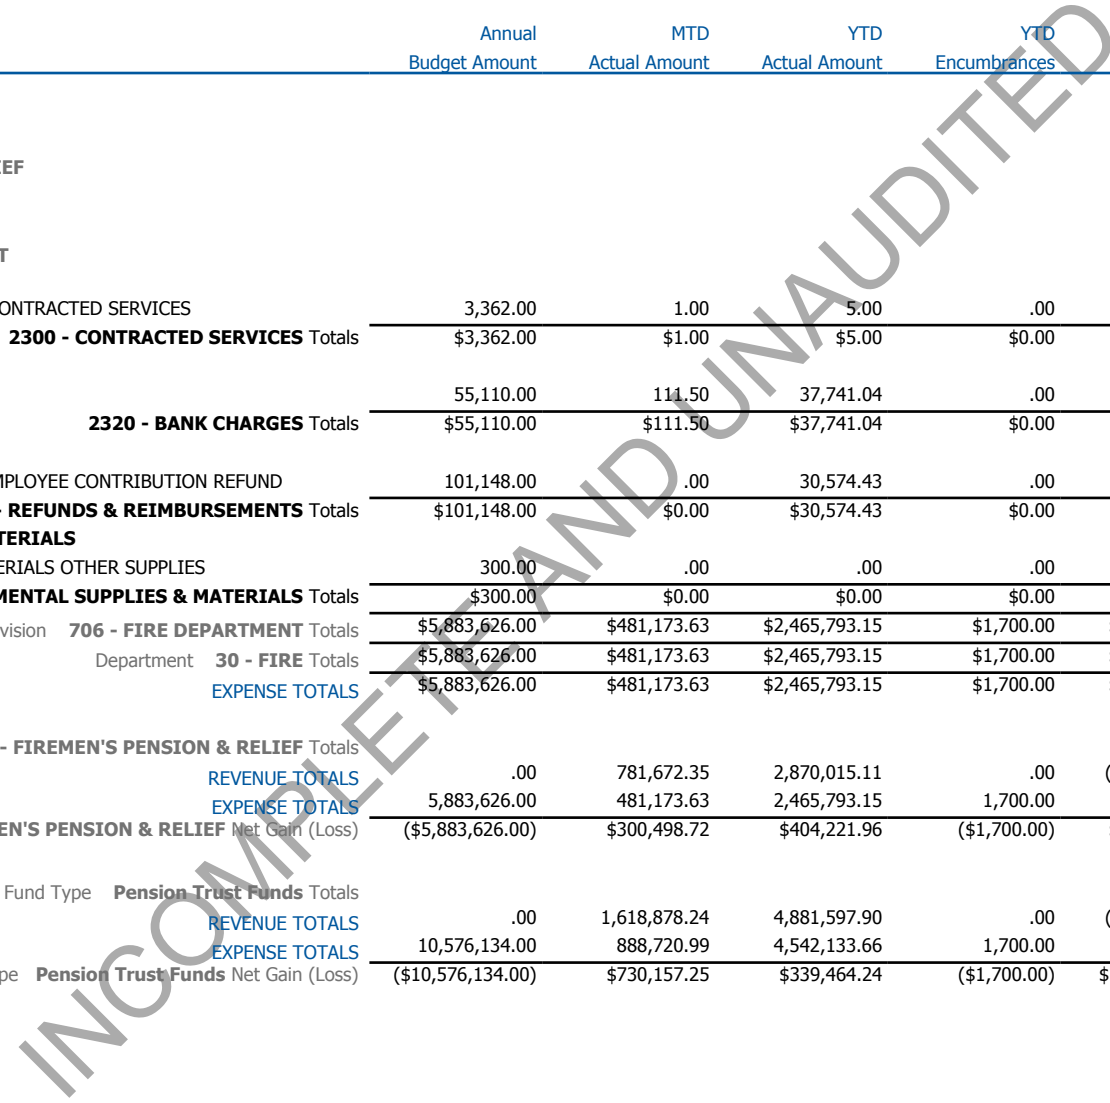 Annual MTD YTD YTD
Budget Amount Actual Amount Actual Amount Encumbrances
IEF
T
ONTRACTED SERVICES 3,362.00 1.00 5.00 .00
2300 - CONTRACTED SERVICES Totals $3,362.00 $1.00 $5.00 $0.00
55,110.00 111.50 37,741.04 .00
2320 - BANK CHARGES Totals $55,110.00 $111.50 $37,741.04 $0.00
MPLOYEE CONTRIBUTION REFUND 101,148.00 .00 30,574.43 .00
- REFUNDS & REIMBURSEMENTS Totals $101,148.00 $0.00 $30,574.43 $0.00
TERIALS
ERIALS OTHER SUPPLIES 300.00 .00 .00 .00
MENTAL SUPPLIES & MATERIALS Totals $300.00 $0.00 $0.00 $0.00
vision 706 - FIRE DEPARTMENT Totals $5,883,626.00 $481,173.63 $2,465,793.15 $1,700.00
Department 30 - FIRE Totals $5,883,626.00 $481,173.63 $2,465,793.15 $1,700.00
EXPENSE TOTALS $5,883,626.00 $481,173.63 $2,465,793.15 $1,700.00
- FIREMEN'S PENSION & RELIEF Totals
REVENUE TOTALS .00 781,672.35 2,870,015.11 .00 (
EXPENSE TOTALS 5,883,626.00 481,173.63 2,465,793.15 1,700.00
EN'S PENSION & RELIEF Net Gain (Loss) ($5,883,626.00) $300,498.72 $404,221.96 ($1,700.00)
Fund Type Pension Trust Funds Totals
REVENUE TOTALS .00 1,618,878.24 4,881,597.90 .00 (
EXPENSE TOTALS 10,576,134.00 888,720.99 4,542,133.66 1,700.00
pe Pension Trust Funds Net Gain (Loss) ($10,576,134.00) $730,157.25 $339,464.24 ($1,700.00) $
INCOMPLETE AND UNAUDITED